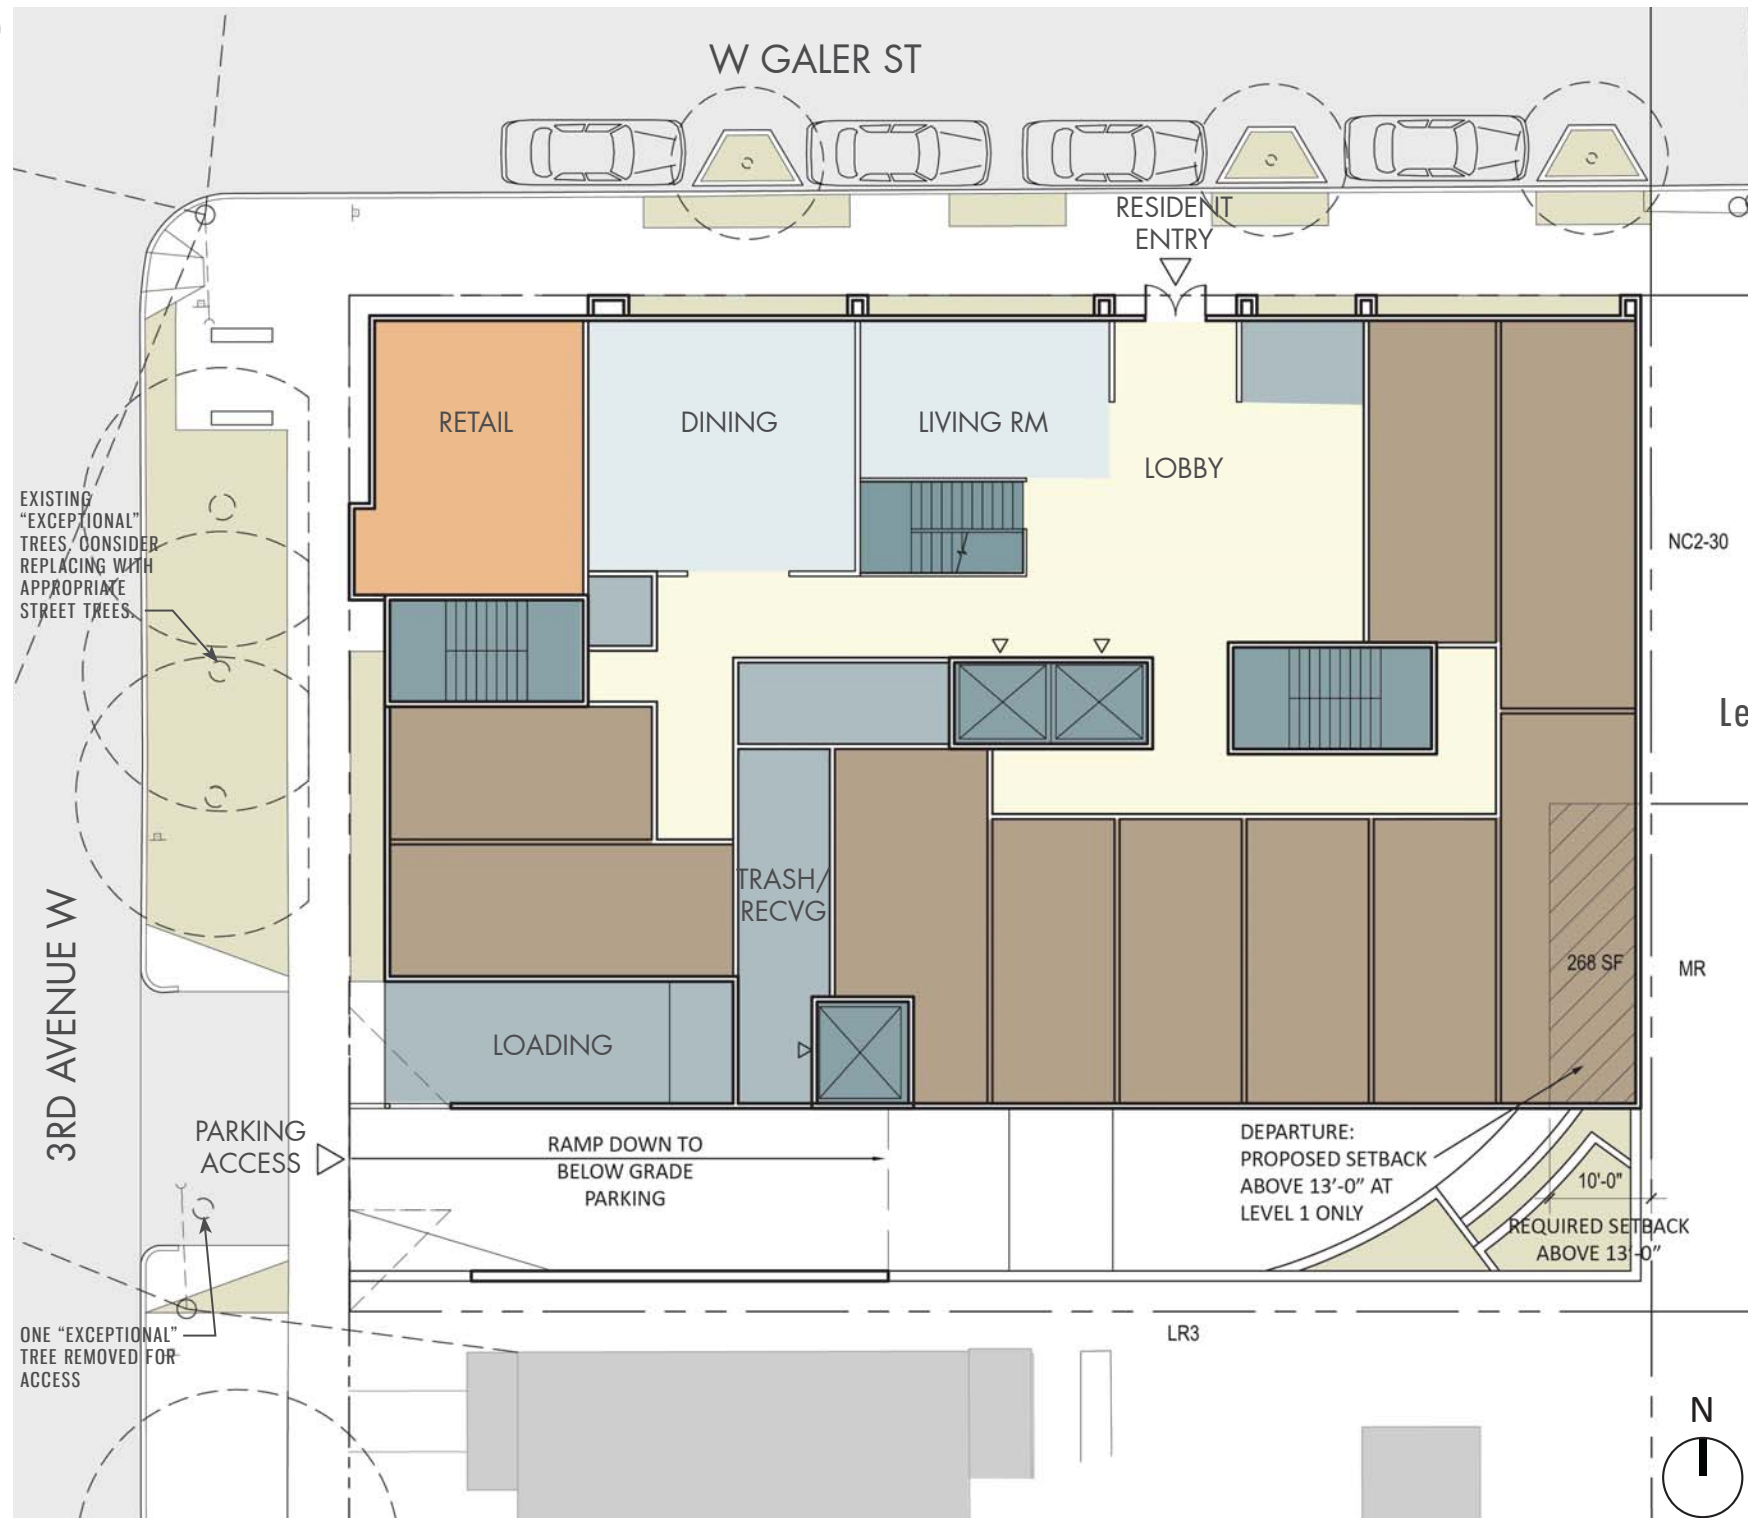 W GALER ST
RESIDENT
ENTRY
RETAIL
DINING
LIVING RM
LOBBY
EXISTING
“EXCEPTIONAL”
TREES. CONSIDER
REPLACING WITH
APPROPRIATE
STREET TREES.
NC2-30
Le
TRASH/
RECVG
3RD AVENUE W
268 SF
MR
LOADING
PARKING
ACCESS
RAMP DOWN TO
BELOW GRADE
PARKING
DEPARTURE:
PROPOSED SETBACK
ABOVE 13'-0" AT
LEVEL 1 ONLY
10'-0"
REQUIRED SETBACK
ABOVE 13'-0"
ONE “EXCEPTIONAL”
TREE REMOVED FOR
ACCESS
LR3
N